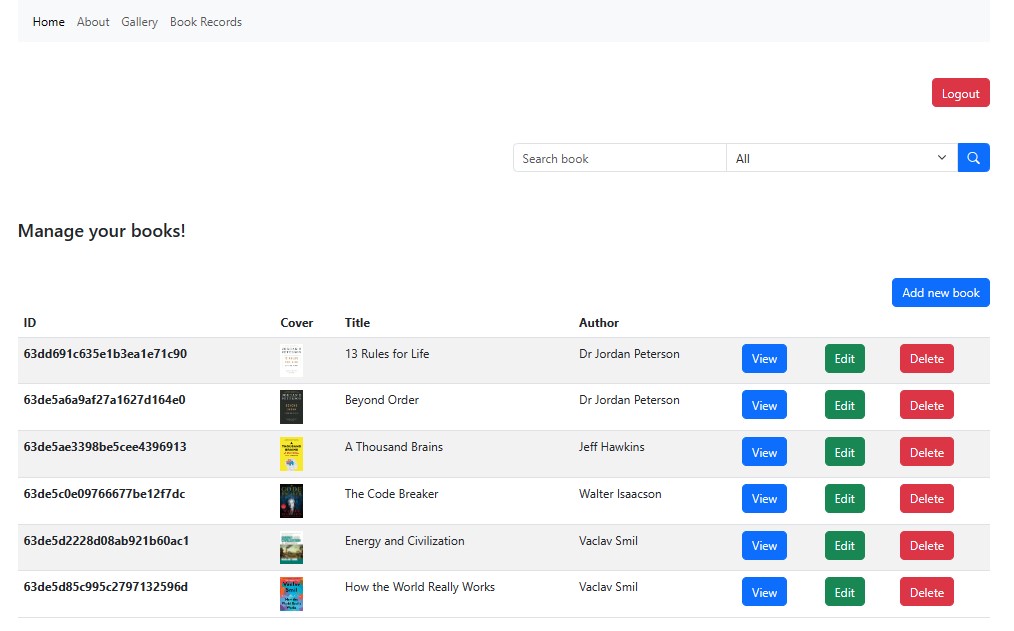 Home About Gallery Book Records
Logout
Search book All
Manage your books!
Add new book
ID Cover Title Author
63dd691c635e1b3ea1e71c90 13 Rules for Life Dr Jordan Peterson View Edit Delete
63de5a6a9af27a1627d164e0 Beyond Order Dr Jordan Peterson View Edit Delete
63de5ae3398be5cee4396913 A Thousand Brains Jeff Hawkins View Edit Delete
63de5c0e09766677be12f7dc The Code Breaker Walter Isaacson View Edit Delete
63de5d2228d08ab921b60ac1 Energy and Civilization Vaclav Smil View Edit Delete
63de5d85c995c2797132596d How the World Really Works Vaclav Smil View Edit Delete